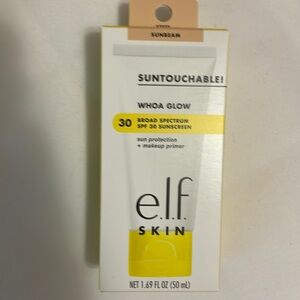 SUNBEAM
SUNTOUCHABLE!
WHOA GLOW
30 BROAD SPECTRUM
SPF 30 SUNSCREEN
sun protection
+ makeup primer
e.l.f.
SKIN
NET 1.69 FL OZ (50 mL)